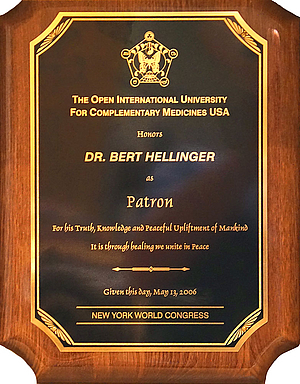 THE OPEN INTERNATIONAL UNIVERSITY
FOR COMPLEMENTARY MEDICINES USA
Honors
DR. BERT HELLINGER
as
Patron
For his Truth, Knowledge and Peaceful Upliftment of Mankind
It is through healing we unite in Peace
Given this day, May 13, 2006
NEW YORK WORLD CONGRESS